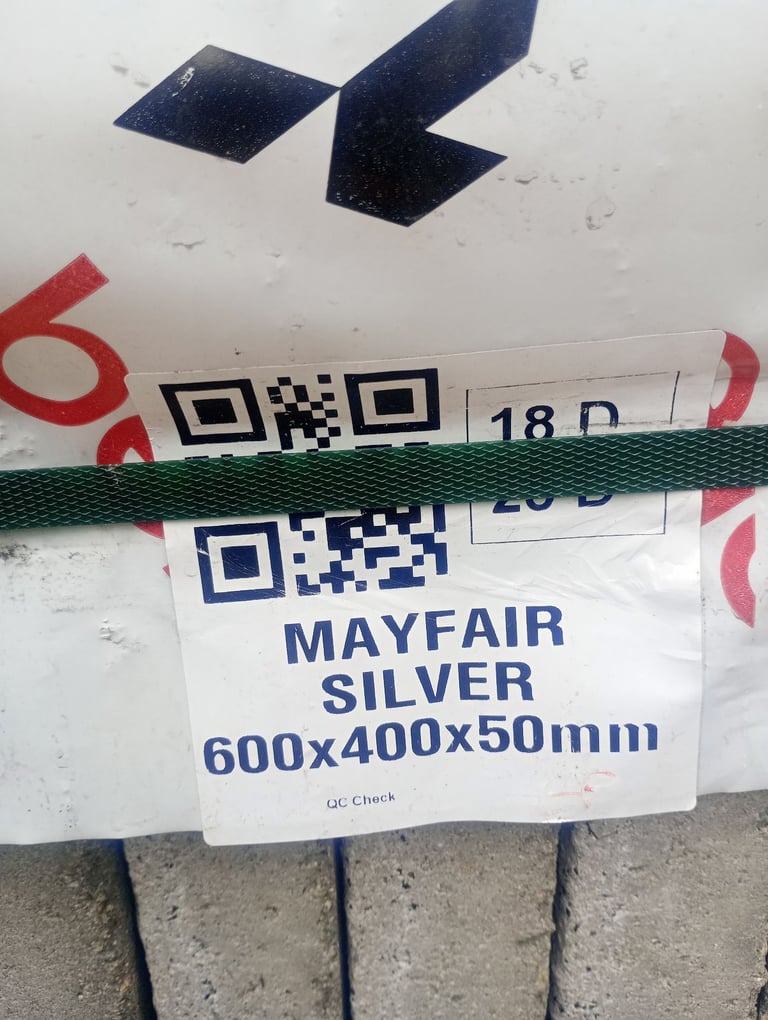 18 D
MAYFAIR
SILVER
600x400x50mm
QC Check